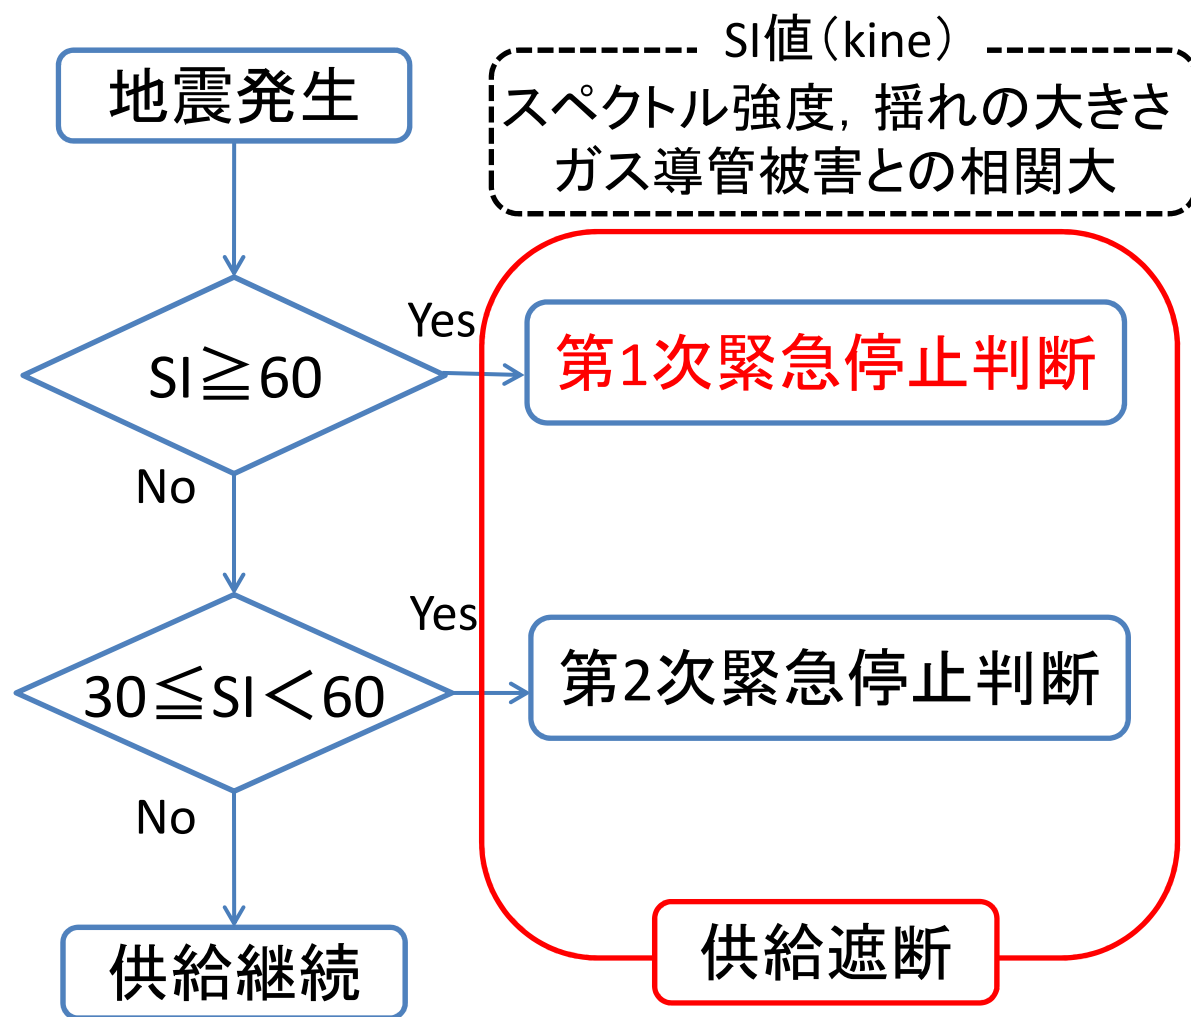 地震発生
SI値(kine)
スペクトル強度，揺れの大きさ
ガス導管被害との相関大
SI≧60
Yes
第1次緊急停止判断
No
30≦SI＜60
Yes
第2次緊急停止判断
No
供給継続
供給遮断